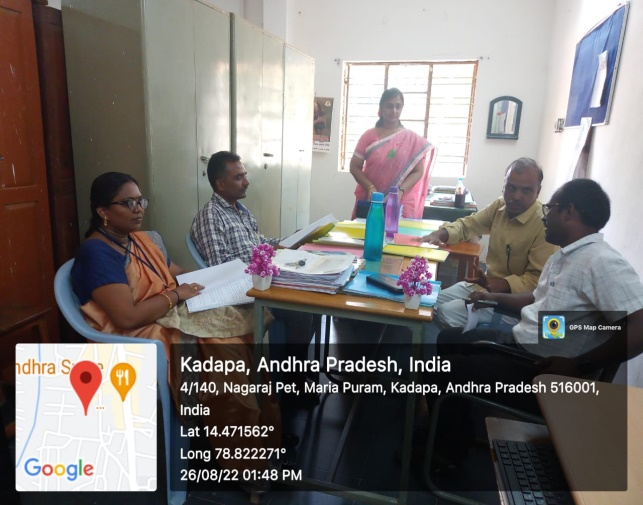 GPS Map Camera
ndhra S
Google
Kadapa, Andhra Pradesh, India
4/140, Nagaraj Pet, Maria Puram, Kadapa, Andhra Pradesh 516001,
India
Lat 14.471562°
Long 78.822271°
26/08/22 01:48 PM